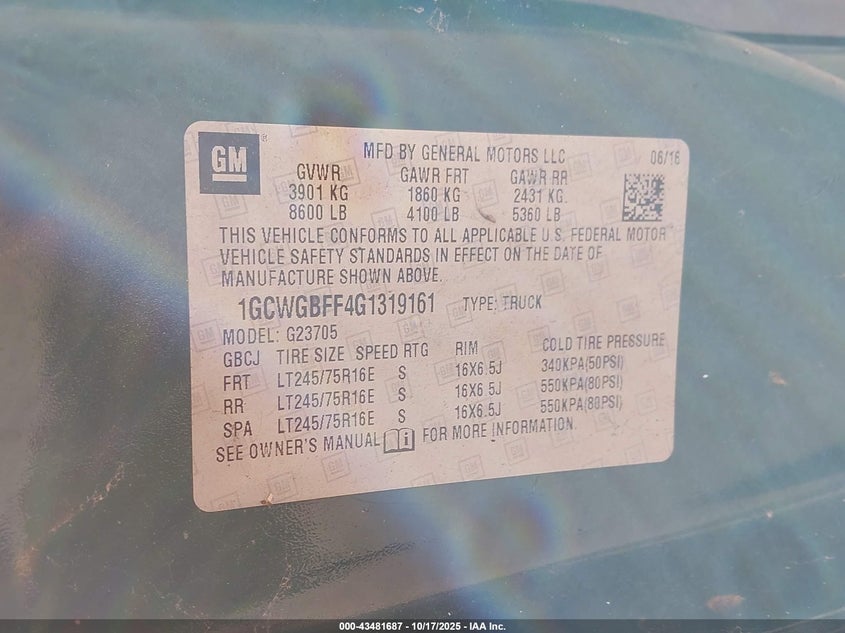 GM
MFD BY GENERAL MOTORS LLC 06/16
GVWR GAWR FRT GAWR RR
3901 KG 1860 KG 2431 KG.
8600 LB 4100 LB 5360 LB
THIS VEHICLE CONFORMS TO ALL APPLICABLE U.S. FEDERAL MOTOR
VEHICLE SAFETY STANDARDS IN EFFECT ON THE DATE OF
MANUFACTURE SHOWN ABOVE.
1GCWGBFF4G1319161 TYPE: TRUCK
MODEL: G23705
GBCJ TIRE SIZE SPEED RTG RIM COLD TIRE PRESSURE
FRT LT245/75R16E S 16X6.5J 340KPA(50PSI)
RR LT245/75R16E S 16X6.5J 550KPA(80PSI)
SPA LT245/75R16E S 16X6.5J 550KPA(80PSI)
SEE OWNER'S MANUAL FOR MORE INFORMATION.
000-43481687 - 10/17/2025 - IAA Inc.